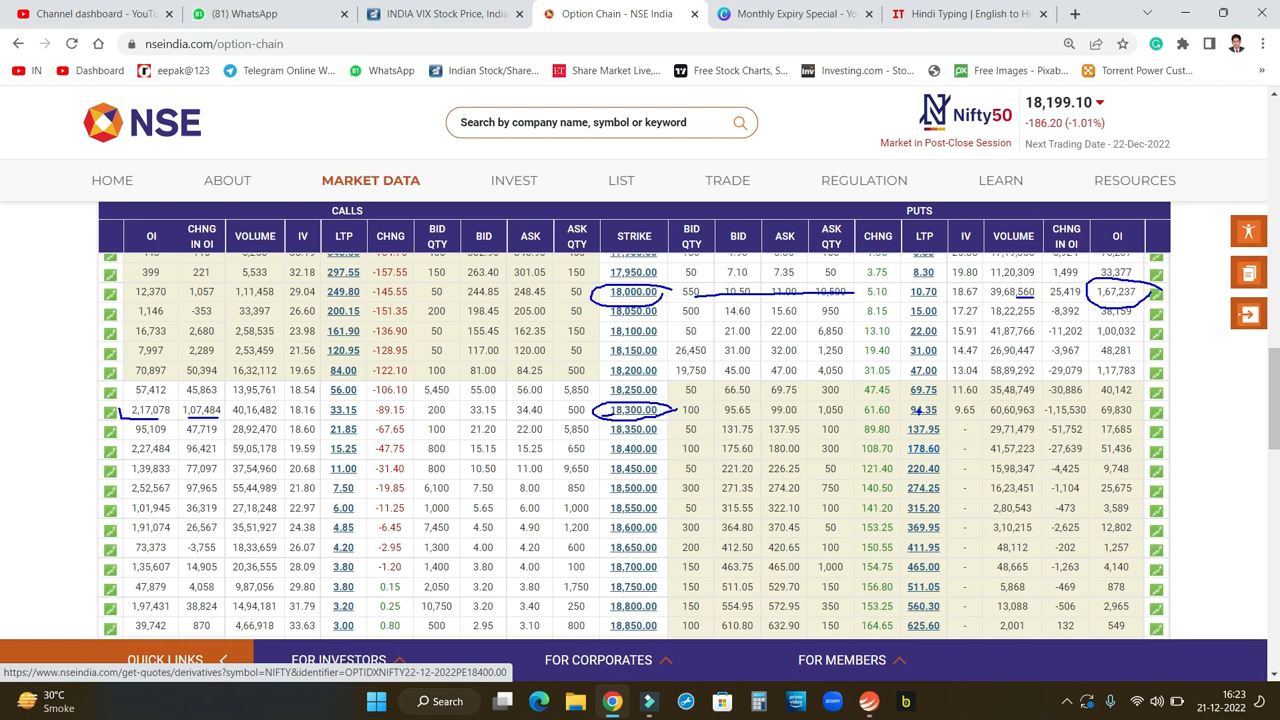 Channel dashboard - YouTu
(81) WhatsApp
INDIA VIX Stock Price, India
Option Chain - NSE India
Monthly Expiry Special - Yo
Hindi Typing | English to Hi
nseindia.com/option-chain
IN
Dashboard
eepak@123
Telegram Online W...
WhatsApp
Indian Stock/Share...
Share Market Live,...
Free Stock Charts, S...
Investing.com - Sto...
Free Images - Pixab...
Torrent Power Cust...
NSE
Search by company name, symbol or keyword
Nifty50
18,199.10
-186.20 (-1.01%)
Market in Post-Close Session
Next Trading Date - 22-Dec-2022
HOME ABOUT MARKET DATA INVEST LIST TRADE REGULATION LEARN RESOURCES
CALLS PUTS
OI CHNG IN OI VOLUME IV LTP CHNG BID QTY BID ASK ASK QTY STRIKE BID QTY BID ASK ASK QTY CHNG LTP IV VOLUME CHNG IN OI OI
399 221 5,533 32.18 297.55 -157.55 150 263.40 301.05 150 17,950.00 50 7.10 7.35 50 3.75 8.30 19.80 11,20,309 1,499 33,377
12,370 1,057 1,11,458 29.04 249.80 -145.55 50 244.85 248.45 50 18,000.00 550 10.50 11.00 10,500 5.10 10.70 18.67 39,68,560 25,419 1,67,237
1,146 -353 33,397 26.60 200.15 -151.35 200 198.45 205.00 50 18,050.00 500 14.60 15.60 950 8.15 15.00 17.27 18,22,255 -8,392 38,159
16,733 2,680 2,58,535 23.98 161.90 -136.90 50 155.45 162.35 150 18,100.00 50 21.00 22.00 6,850 13.10 22.00 15.91 41,87,766 -11,202 1,00,032
7,997 2,289 2,53,459 21.56 120.95 -128.95 50 117.00 120.00 50 18,150.00 26,450 31.00 32.00 1,250 19.40 31.00 14.47 26,90,447 -3,967 48,281
70,897 50,394 16,32,112 19.65 84.00 -122.10 100 81.00 84.25 500 18,200.00 19,750 45.00 47.00 4,050 31.05 47.00 13.04 58,89,292 -29,079 1,17,783
57,412 45,863 13,95,761 18.54 56.00 -106.10 5,450 55.00 56.00 5,850 18,250.00 50 66.50 69.75 300 47.45 69.75 11.60 35,48,749 -30,886 40,142
2,17,078 1,07,484 40,16,482 18.16 33.15 -89.15 200 33.15 34.40 500 18,300.00 100 95.65 99.00 1,050 61.60 94.35 9.65 60,60,963 -1,15,530 69,830
95,109 47,719 28,92,470 18.60 21.85 -67.65 100 21.20 22.00 5,850 18,350.00 50 131.75 137.95 100 89.80 137.95 - 29,71,479 -51,752 17,685
2,27,484 96,421 59,05,178 19.59 15.25 -47.75 800 15.15 15.25 650 18,400.00 100 175.60 180.00 300 108.70 178.60 - 41,57,223 -27,639 51,436
1,39,833 77,097 37,54,960 20.68 11.00 -31.40 800 10.50 11.00 9,650 18,450.00 50 221.20 226.25 50 121.40 220.40 - 15,98,347 -4,425 9,748
2,52,567 97,965 55,44,989 21.80 7.50 -19.85 6,100 7.50 8.00 850 18,500.00 300 271.35 274.20 750 140.50 274.25 - 16,23,451 -1,104 25,675
1,01,945 36,319 27,18,248 22.97 6.00 -11.25 1,000 5.65 6.00 1,000 18,550.00 50 315.55 322.10 100 141.20 315.20 - 2,80,543 -473 3,589
1,91,074 26,567 35,51,927 24.38 4.85 -6.45 7,450 4.50 4.90 1,200 18,600.00 300 364.80 370.45 50 153.25 369.95 - 3,10,215 -2,625 12,802
73,373 -3,755 18,33,659 26.07 4.20 -2.95 1,300 4.00 4.20 600 18,650.00 200 412.50 420.65 100 150.55 411.95 - 48,112 -202 1,257
1,35,607 14,905 20,36,555 28.09 3.80 -1.20 1,400 3.80 4.00 100 18,700.00 150 463.75 465.00 1,000 154.75 465.00 - 48,665 -1,263 4,140
47,879 4,058 9,87,056 29.80 3.80 0.15 2,050 3.20 3.80 1,750 18,750.00 150 511.05 529.70 150 156.80 511.05 - 5,868 -469 878
1,97,431 38,824 14,94,181 31.79 3.20 0.25 10,750 3.20 3.40 250 18,800.00 150 554.95 572.95 350 153.25 560.30 - 13,088 -506 2,965
39,742 870 4,66,918 33.63 3.00 0.80 500 2.95 3.10 800 18,850.00 100 610.80 632.90 150 164.65 625.60 - 2,001 132 549
QUICK LINKS FOR INVESTORS FOR CORPORATES FOR MEMBERS
https://www.nseindia.com/get-quotes/derivatives?symbol=NIFTY&identifier=OPTIDXNIFTY22-12-2022PE18400.00
30°C
Smoke
Search
16:23
21-12-2022